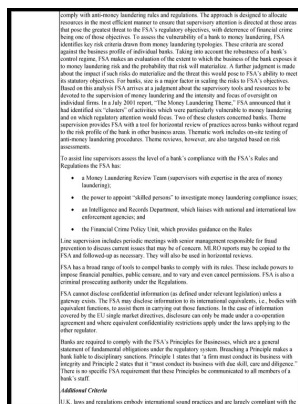 comply with anti-money laundering rules and regulations. The approach is designed to allocate
resources in the most efficient manner to ensure that supervisory attention is directed at those areas
that pose the greatest threat to the FSA's regulatory objectives, with deterrence of financial crime
being one of those objectives. To assess the vulnerability of a bank to money laundering, FSA
identifies key risk criteria drawn from money laundering typologies. These criteria are scored
against the business profile of individual banks. Taking into account the robustness of a bank's
control regime, FSA makes an evaluation of the extent to which the business of the bank exposes it
to money laundering risk and the probability that risk will materialize. A further judgment is made
about the impact if such risks do materialize and the threat this would pose to FSA's ability to meet
its statutory objectives. For banks, size is a major factor in scaling the risks to FSA's objectives.
Based on this analysis FSA arrives at a judgment about the supervisory tools and resources to be
devoted to the supervision of money laundering and the intensity and focus of oversight on
individual firms. In a July 2001 report, "The Money Laundering Theme," FSA announced that it
had identified six "clusters" of activities which were particularly vulnerable to money laundering
and on which regulatory attention would focus. Two of these clusters concerned banks. Theme
supervision provides FSA with a tool for horizontal review of practices across banks without regard
to the risk profile of the bank in other business areas. Thematic work includes on-site testing of
anti-money laundering procedures. Theme reviews, however, are also targeted based on risk
assessments.
To assist line supervisors assess the level of a bank's compliance with the FSA's Rules and
Regulations the FSA has:
• a Money Laundering Review Team (supervisors with expertise in the area of money
laundering);
• the power to appoint "skilled persons" to investigate money laundering compliance issues;
• an Intelligence and Records Department, which liaises with national and international law
enforcement agencies; and
• the Financial Crime Policy Unit, which provides guidance on the Rules
Line supervision includes periodic meetings with senior management responsible for fraud
prevention to discuss current issues that may be of concern. MLRO reports may be copied to the
FSA and followed-up as necessary. They will also be used in horizontal reviews.
FSA has a broad range of tools to compel banks to comply with its rules. These include powers to
impose financial penalties, public censure, and to vary and even cancel permissions. FSA is also a
criminal prosecuting authority under the Regulations.
FSA cannot disclose confidential information (as defined under relevant legislation) unless a
gateway exists. The FSA may disclose information to its international equivalents, i.e., bodies with
equivalent functions, to assist them in carrying out those functions. In the case of information
covered by the EU single market directives, disclosure can only be made under a co-operation
agreement and where equivalent confidentiality restrictions apply under the laws applying to the
other regulator.
Banks are required to comply with the FSA's Principles for Businesses, which are a general
statement of fundamental obligations under the regulatory system. Breaching a Principle makes a
bank liable to disciplinary sanctions. Principle 1 states that a firm must conduct its business with
integrity and Principle 2 states that it "must conduct its business with due skill, care and diligence."
There is no specific FSA requirement that these Principles be communicated to all members of a
bank's staff.
Additional Criteria
U.K. laws and regulations embody international sound practices and are largely compliant with the